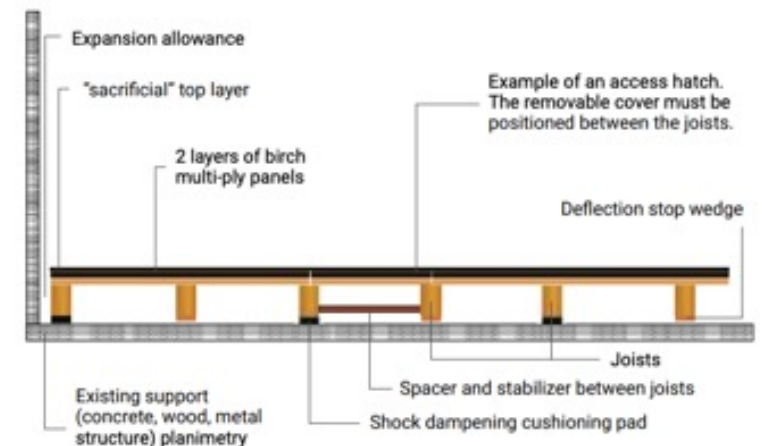 Expansion allowance
"sacrificial" top layer
2 layers of birch
multi-ply panels
Example of an access hatch.
The removable cover must be
positioned between the joists.
Deflection stop wedge
Joists
Spacer and stabilizer between joists
Shock dampening cushioning pad
Existing support
(concrete, wood, metal
structure) planimetry